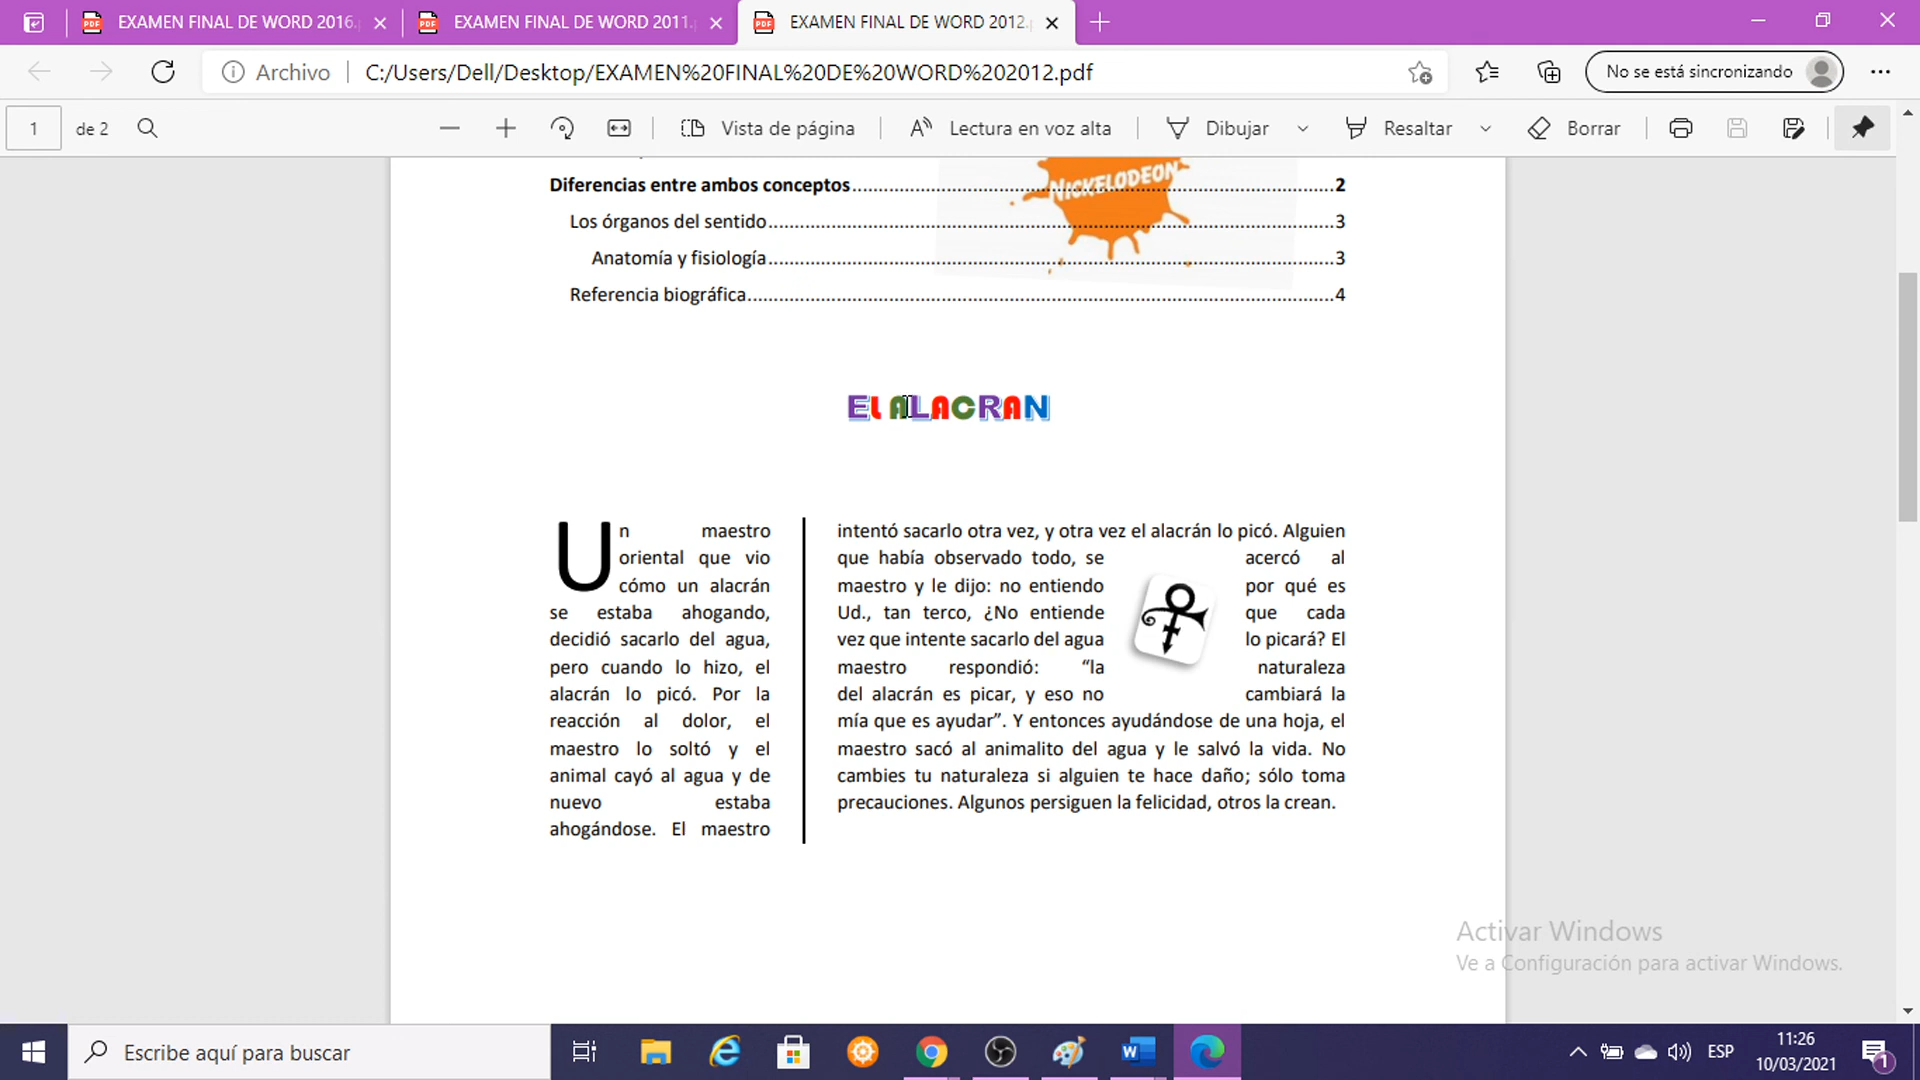 EXAMEN FINAL DE WORD 2016.
EXAMEN FINAL DE WORD 2011.
EXAMEN FINAL DE WORD 2012.
Archivo
C:/Users/Dell/Desktop/EXAMEN%20FINAL%20DE%20WORD%202012.pdf
No se está sincronizando
1 de 2
Vista de página
Lectura en voz alta
Dibujar
Resaltar
Borrar
NICKELODEON
Diferencias entre ambos conceptos 2
Los órganos del sentido 3
Anatomía y fisiología 3
Referencia biográfica 4
EL ALACRAN
Un maestro
oriental que vio
cómo un alacrán
se estaba ahogando,
decidió sacarlo del agua,
pero cuando lo hizo, el
alacrán lo picó. Por la
reacción al dolor, el
maestro lo soltó y el
animal cayó al agua y de
nuevo estaba
ahogándose. El maestro
intentó sacarlo otra vez, y otra vez el alacrán lo picó. Alguien
que había observado todo, se acercó al
maestro y le dijo: no entiendo por qué es
Ud., tan terco, ¿No entiende que cada
vez que intente sacarlo del agua lo picará? El
maestro respondió: “la naturaleza
del alacrán es picar, y eso no cambiará la
mía que es ayudar”. Y entonces ayudándose de una hoja, el
maestro sacó al animalito del agua y le salvó la vida. No
cambies tu naturaleza si alguien te hace daño; sólo toma
precauciones. Algunos persiguen la felicidad, otros la crean.
Activar Windows
Ve a Configuración para activar Windows.
Escribe aquí para buscar
ESP
11:26
10/03/2021
1